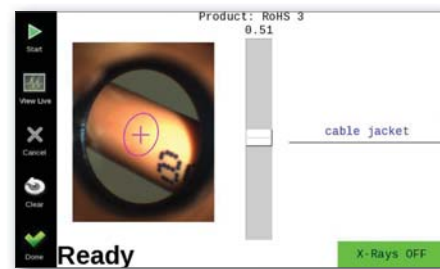 Product: RoHS 3
0.51
Start
View Live
Cancel
Clear
Done
cable jacket
Ready
X-Rays OFF